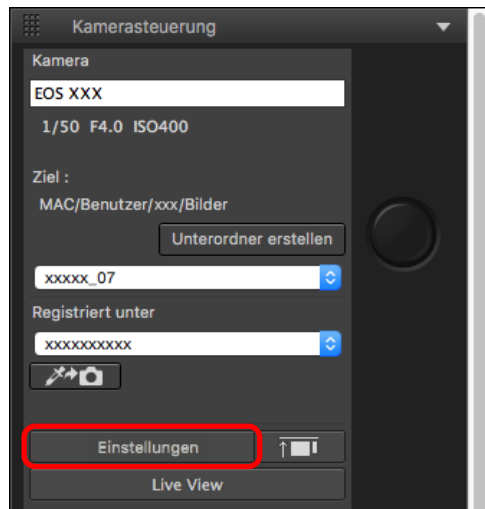 Kamerasteuerung
Kamera
EOS XXX
1/50 F4.0 ISO400
Ziel :
MAC/Benutzer/xxx/Bilder
Unterordner erstellen
xxxxx_07
Registriert unter
xxxxxxxxxx
Einstellungen
Live View